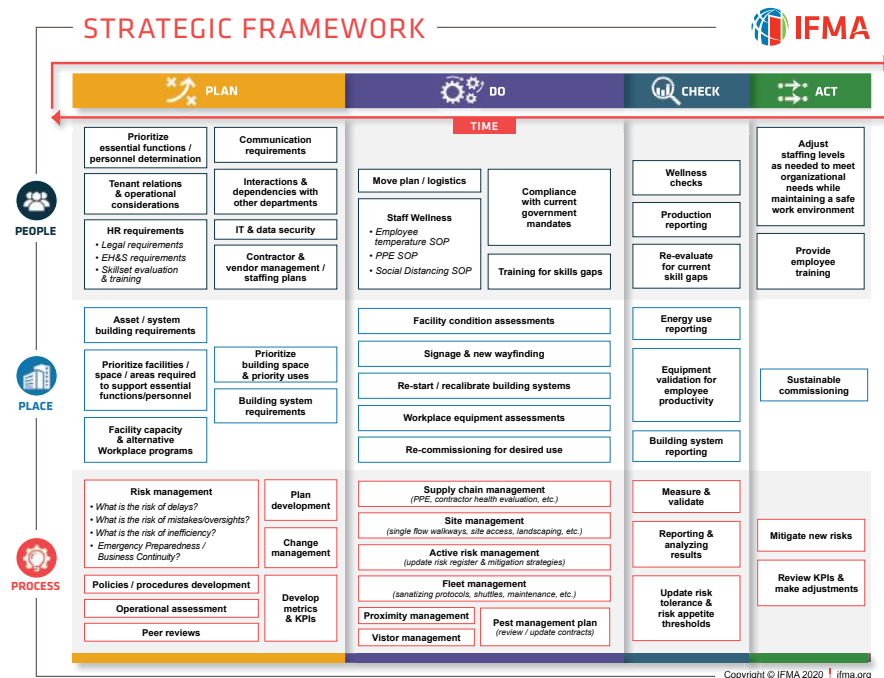 STRATEGIC FRAMEWORK
IFMA
PLAN
DO
CHECK
ACT
TIME
PEOPLE
Prioritize
essential functions /
personnel determination
Communication
requirements
Tenant relations
& operational
considerations
Interactions &
dependencies with
other departments
HR requirements
• Legal requirements
• EH&S requirements
• Skillset evaluation
& training
IT & data security
Contractor &
vendor management /
staffing plans
Move plan / logistics
Staff Wellness
• Employee
temperature SOP
• PPE SOP
• Social Distancing SOP
Compliance
with current
government
mandates
Training for skills gaps
Wellness
checks
Production
reporting
Re-evaluate
for current
skill gaps
Adjust
staffing levels
as needed to meet
organizational
needs while
maintaining a safe
work environment
Provide
employee
training
PLACE
Asset / system
building requirements
Prioritize facilities /
space / areas required
to support essential
functions/personnel
Facility capacity
& alternative
Workplace programs
Prioritize
building space
& priority uses
Building system
requirements
Facility condition assessments
Signage & new wayfinding
Re-start / recalibrate building systems
Workplace equipment assessments
Re-commissioning for desired use
Energy use
reporting
Equipment
validation for
employee
productivity
Building system
reporting
Sustainable
commissioning
PROCESS
Risk management
• What is the risk of delays?
• What is the risk of mistakes/oversights?
• What is the risk of inefficiency?
• Emergency Preparedness /
Business Continuity?
Policies / procedures development
Operational assessment
Peer reviews
Plan
development
Change
management
Develop
metrics
& KPIs
Supply chain management
(PPE, contractor health evaluation, etc.)
Site management
(single flow walkways, site access, landscaping, etc.)
Active risk management
(update risk register & mitigation strategies)
Fleet management
(sanatizing protocols, shuttles, maintenance, etc.)
Proximity management
Vistor management
Pest management plan
(review / update contracts)
Measure &
validate
Reporting &
analyzing
results
Update risk
tolerance &
risk appetite
thresholds
Mitigate new risks
Review KPIs &
make adjustments
Copyright © IFMA 2020 ! ifma.org